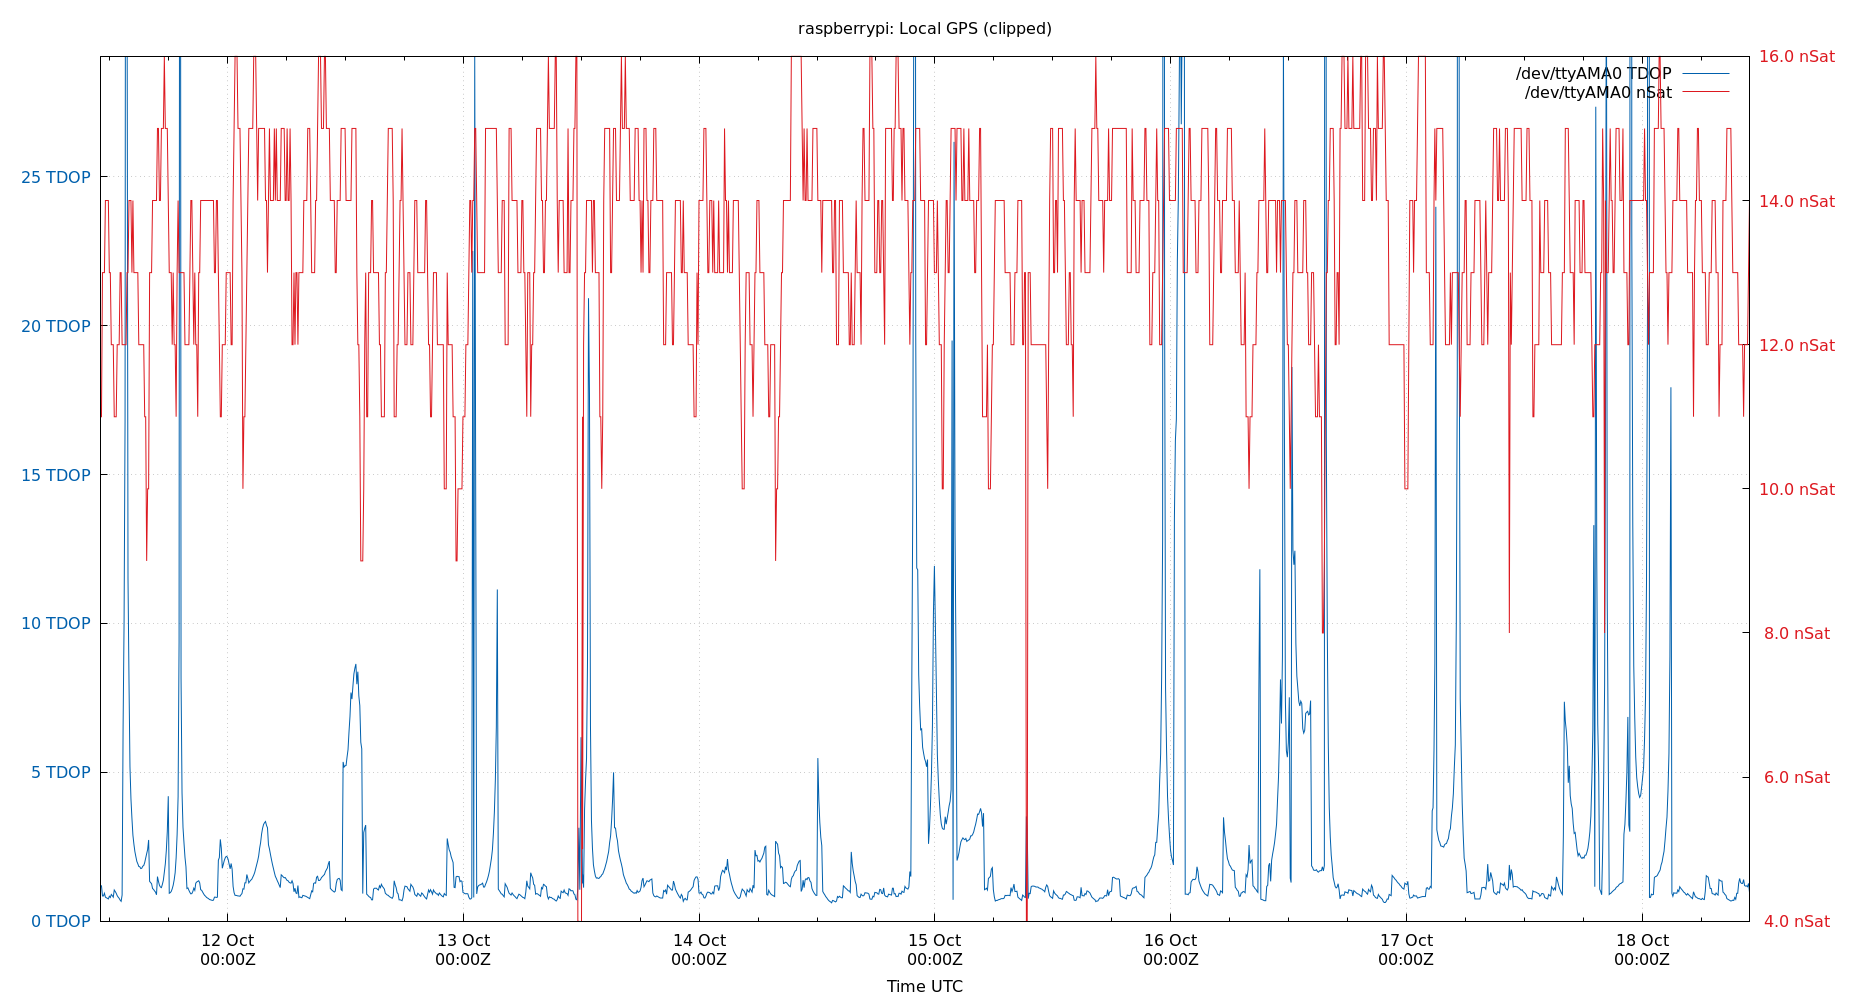 raspberrypi: Local GPS (clipped)
/dev/ttyAMA0 TDOP
/dev/ttyAMA0 nSat
25 TDOP
20 TDOP
15 TDOP
10 TDOP
5 TDOP
0 TDOP
16.0 nSat
14.0 nSat
12.0 nSat
10.0 nSat
8.0 nSat
6.0 nSat
4.0 nSat
12 Oct
00:00Z
13 Oct
00:00Z
14 Oct
00:00Z
15 Oct
00:00Z
16 Oct
00:00Z
17 Oct
00:00Z
18 Oct
00:00Z
Time UTC